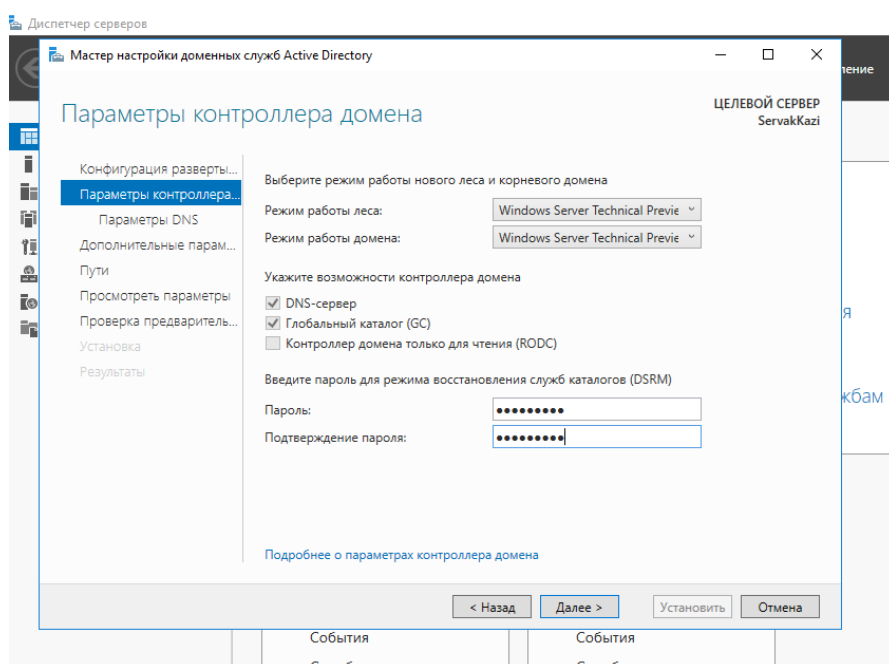 Диспетчер серверов
Мастер настройки доменных служб Active Directory
ление
Параметры контроллера домена
ЦЕЛЕВОЙ СЕРВЕР
ServakKazi
Конфигурация разверты...
Параметры контроллера...
Параметры DNS
Дополнительные парам...
Пути
Просмотреть параметры
Проверка предваритель...
Установка
Результаты
Выберите режим работы нового леса и корневого домена
Режим работы леса: Windows Server Technical Previe
Режим работы домена: Windows Server Technical Previe
Укажите возможности контроллера домена
DNS-сервер
Глобальный каталог (GC)
Контроллер домена только для чтения (RODC)
Введите пароль для режима восстановления служб каталогов (DSRM)
Пароль: •••••••••
Подтверждение пароля: •••••••••
Подробнее о параметрах контроллера домена
я
жбам
< Назад Далее > Установить Отмена
События События